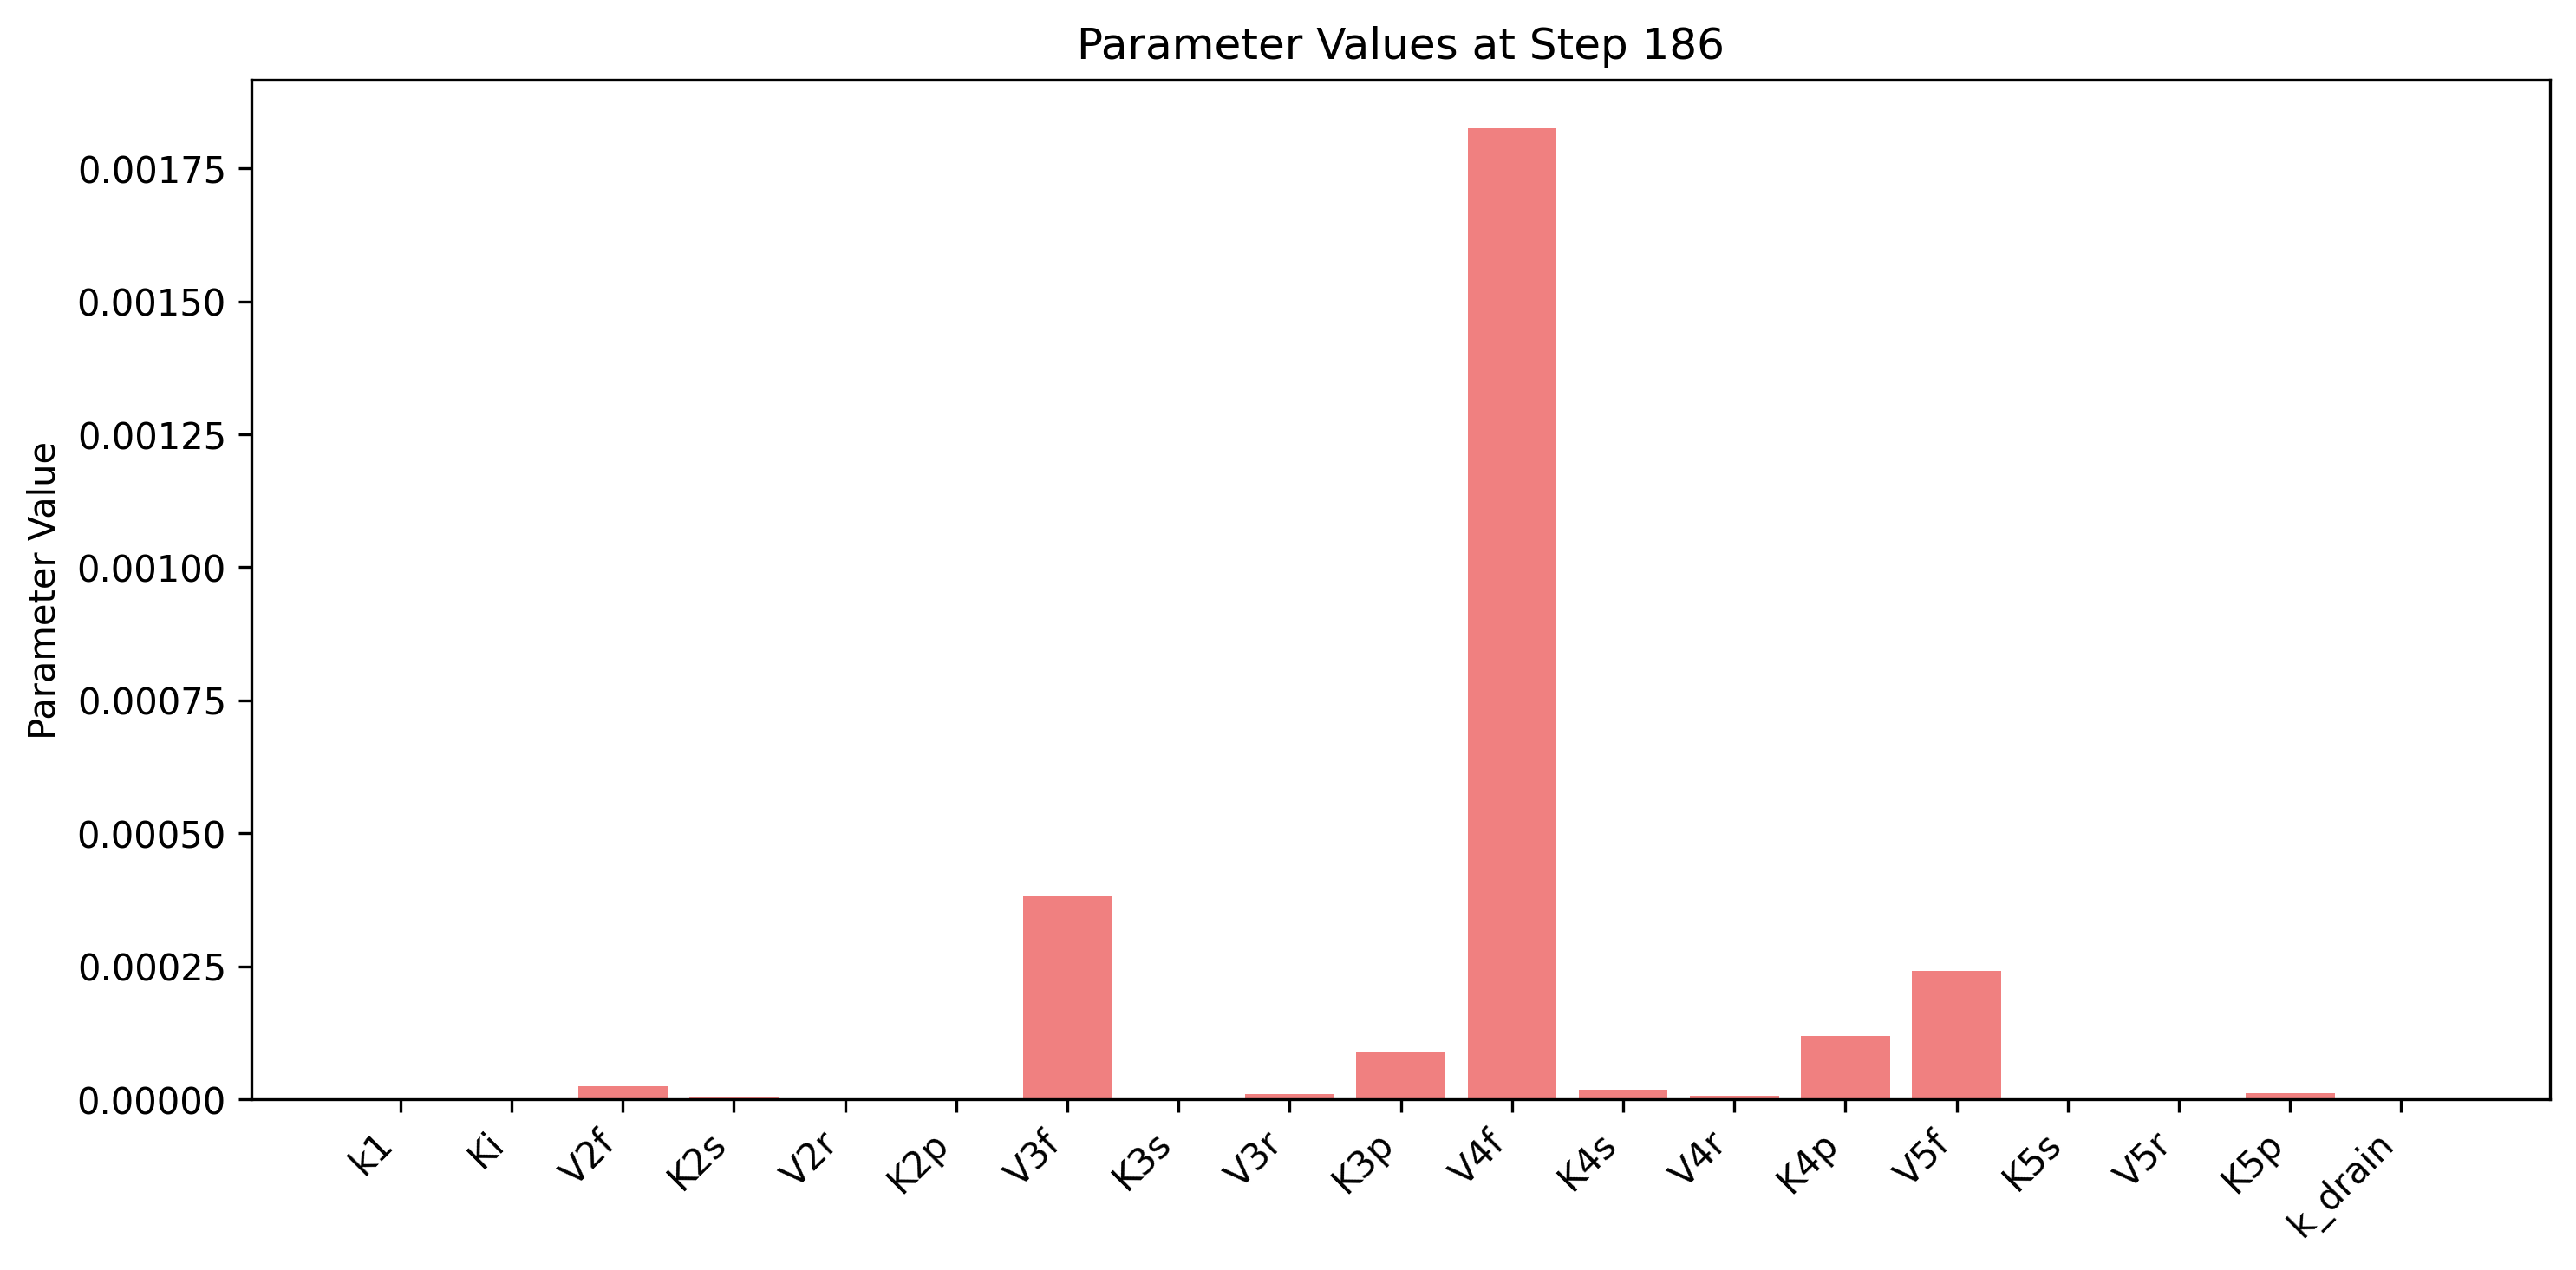 Parameter Values at Step 186
Parameter Value
0.00175
0.00150
0.00125
0.00100
0.00075
0.00050
0.00025
0.00000
k1
Ki
V2f
K2s
V2r
K2p
V3f
K3s
V3r
K3p
V4f
K4s
V4r
K4p
V5f
K5s
V5r
K5p
k_drain